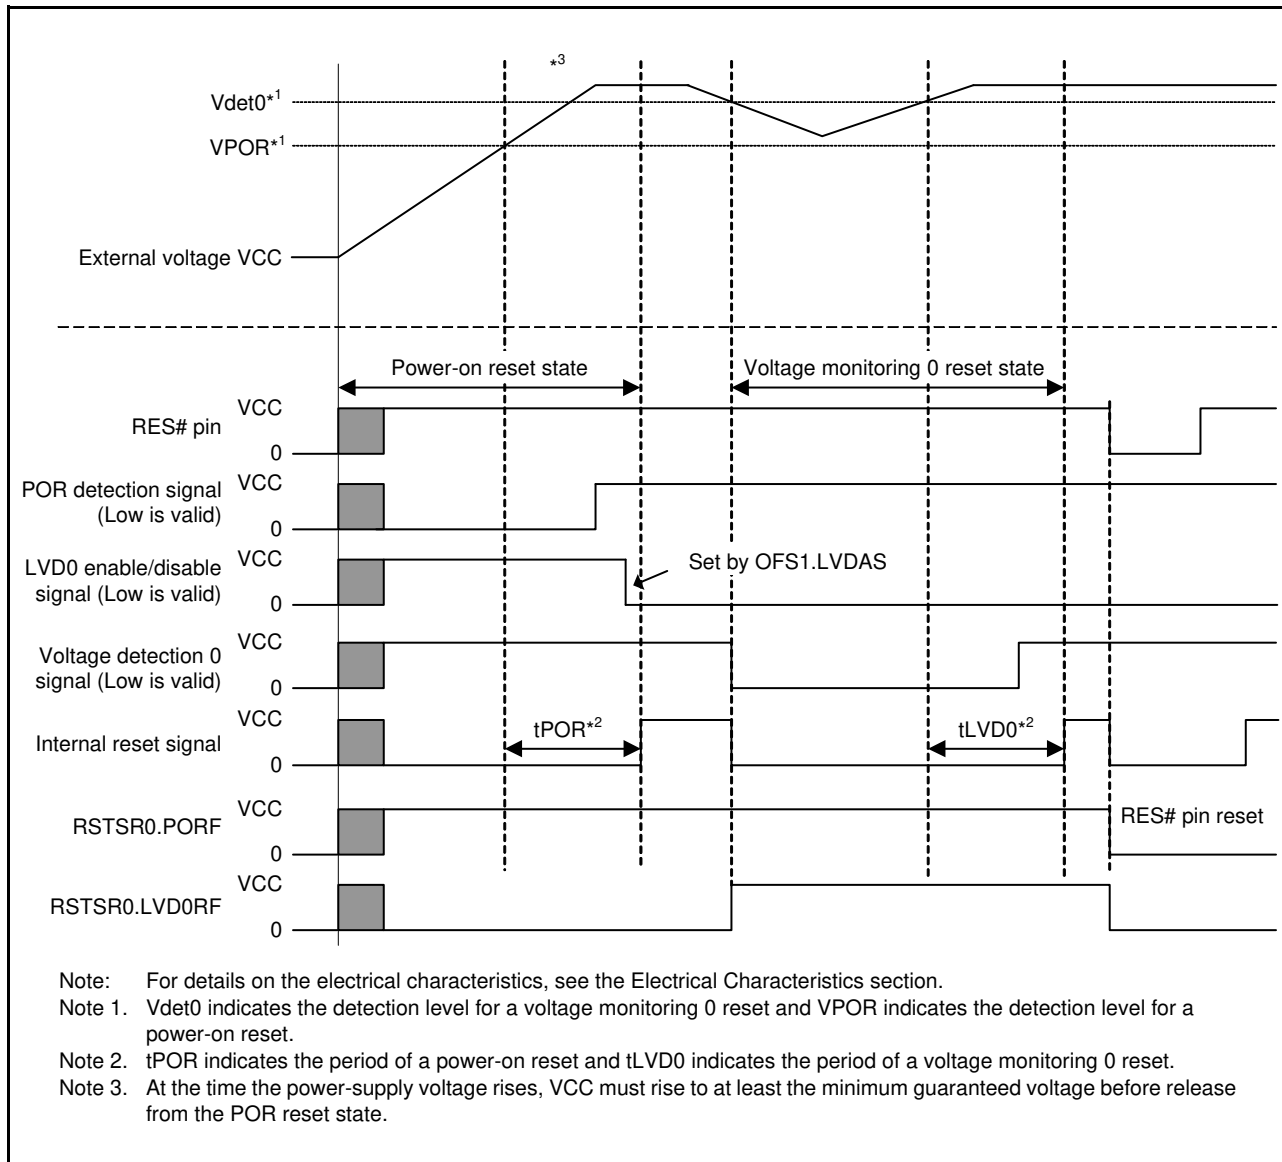 *3
Vdet0*1
VPOR*1
External voltage VCC
Power-on reset state
Voltage monitoring 0 reset state
RES# pin
VCC
0
POR detection signal
(Low is valid)
VCC
0
LVD0 enable/disable
signal (Low is valid)
VCC
0
Set by OFS1.LVDAS
Voltage detection 0
signal (Low is valid)
VCC
0
Internal reset signal
VCC
0
tPOR*2
tLVD0*2
RSTSR0.PORF
VCC
0
RES# pin reset
RSTSR0.LVD0RF
VCC
0
Note: For details on the electrical characteristics, see the Electrical Characteristics section.
Note 1. Vdet0 indicates the detection level for a voltage monitoring 0 reset and VPOR indicates the detection level for a
power-on reset.
Note 2. tPOR indicates the period of a power-on reset and tLVD0 indicates the period of a voltage monitoring 0 reset.
Note 3. At the time the power-supply voltage rises, VCC must rise to at least the minimum guaranteed voltage before release
from the POR reset state.